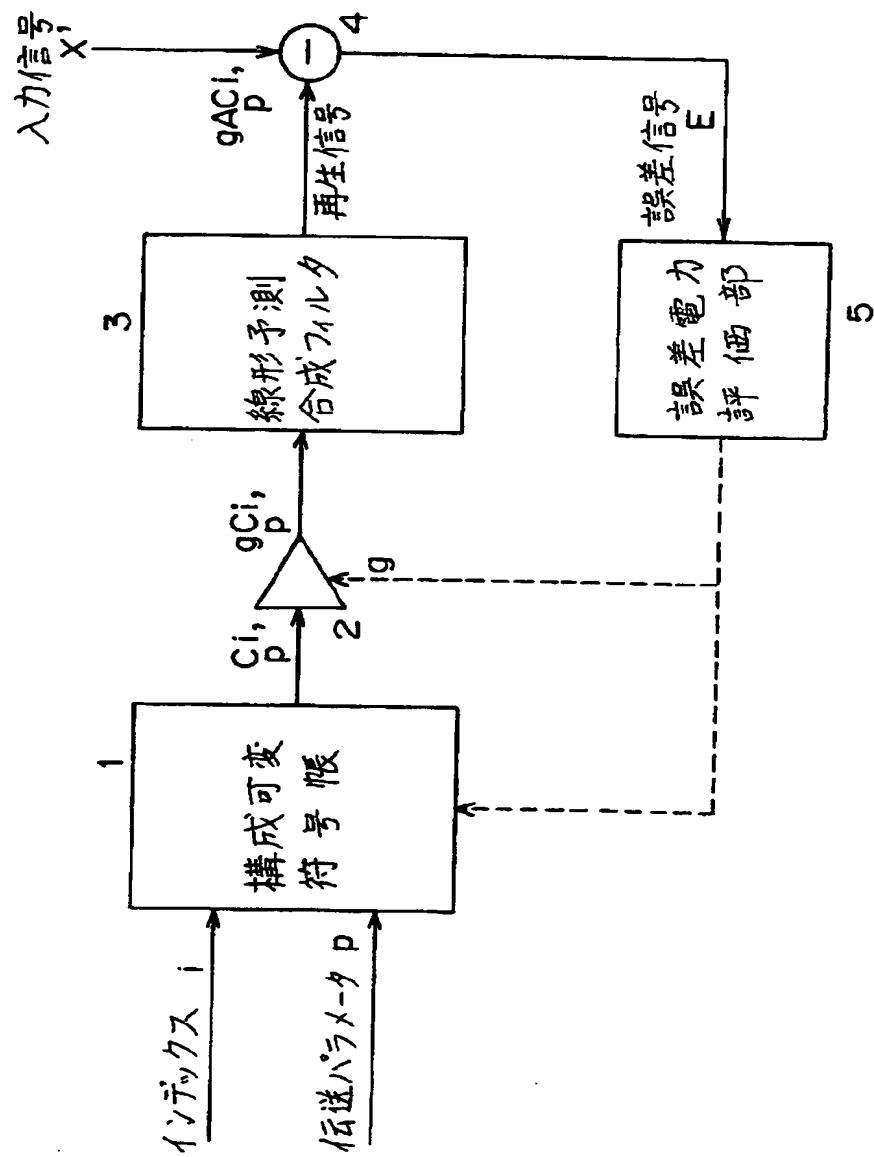 インデックス i
伝送パラメータ p
1
構成可変
符号帳
Ci,
p
2
g
gCi,
p
3
線形予測
合成フィルタ
gACi,
p
再生信号
入力信号,
X
4
誤差信号
E
誤差電力
評価部
5